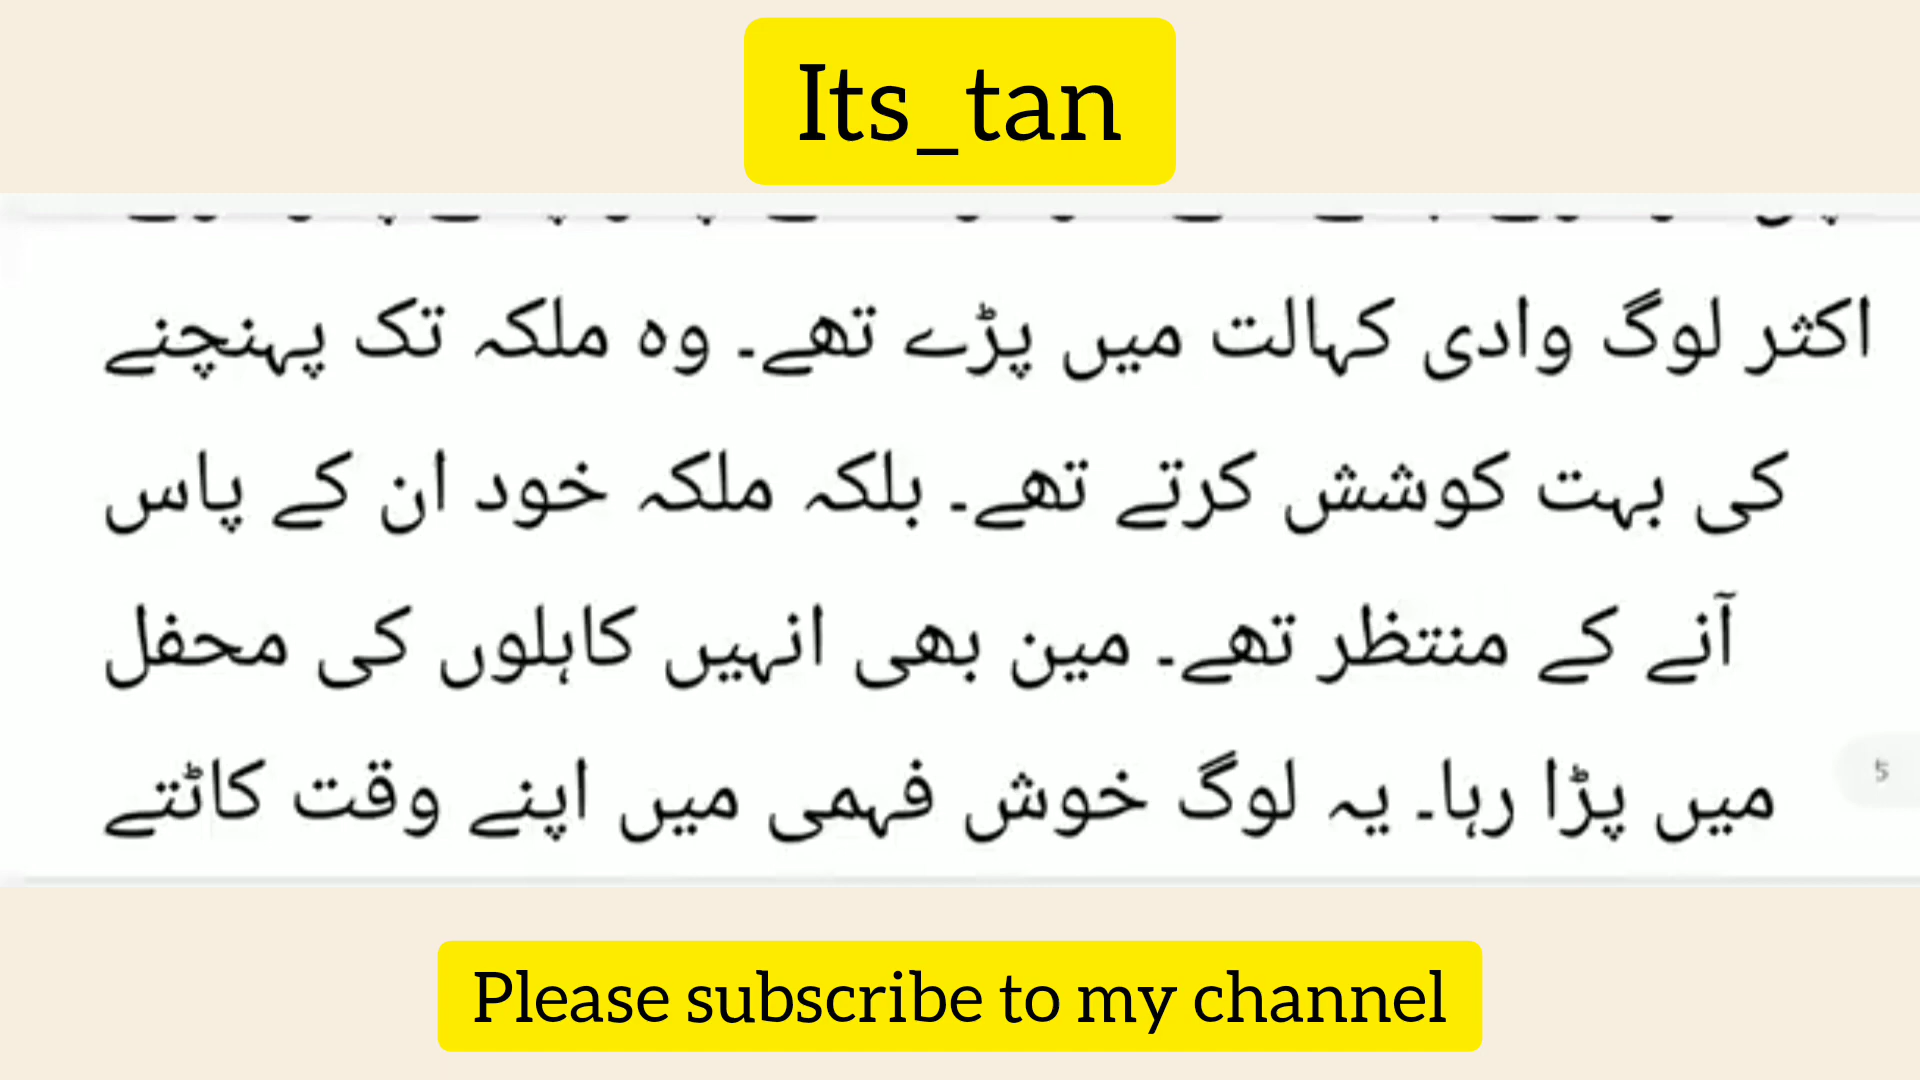 Its_tan
اکثر لوگ وادی کہالت میں پڑے تھے۔ وہ ملکہ تک پہنچنے
کی بہت کوشش کرتے تھے۔ بلکہ ملکہ خود ان کے پاس
آنے کے منتظر تھے۔ مین بھی انہیں کاہلوں کی محفل
میں پڑا رہا۔ یہ لوگ خوش فہمی میں اپنے وقت کاٹتے
5
Please subscribe to my channel